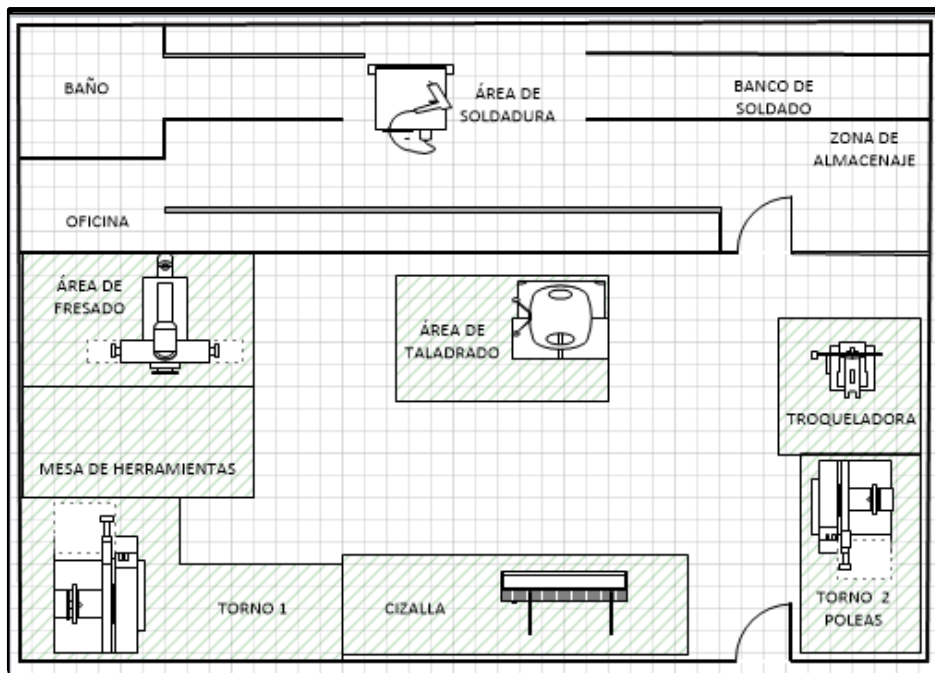 BAÑO
ÁREA DE
SOLDADURA
BANCO DE
SOLDADO
ZONA DE
ALMACENAJE
OFICINA
ÁREA DE
FRESADO
ÁREA DE
TALADRADO
TROQUELADORA
MESA DE HERRAMIENTAS
TORNO 1
CIZALLA
TORNO 2
POLEAS